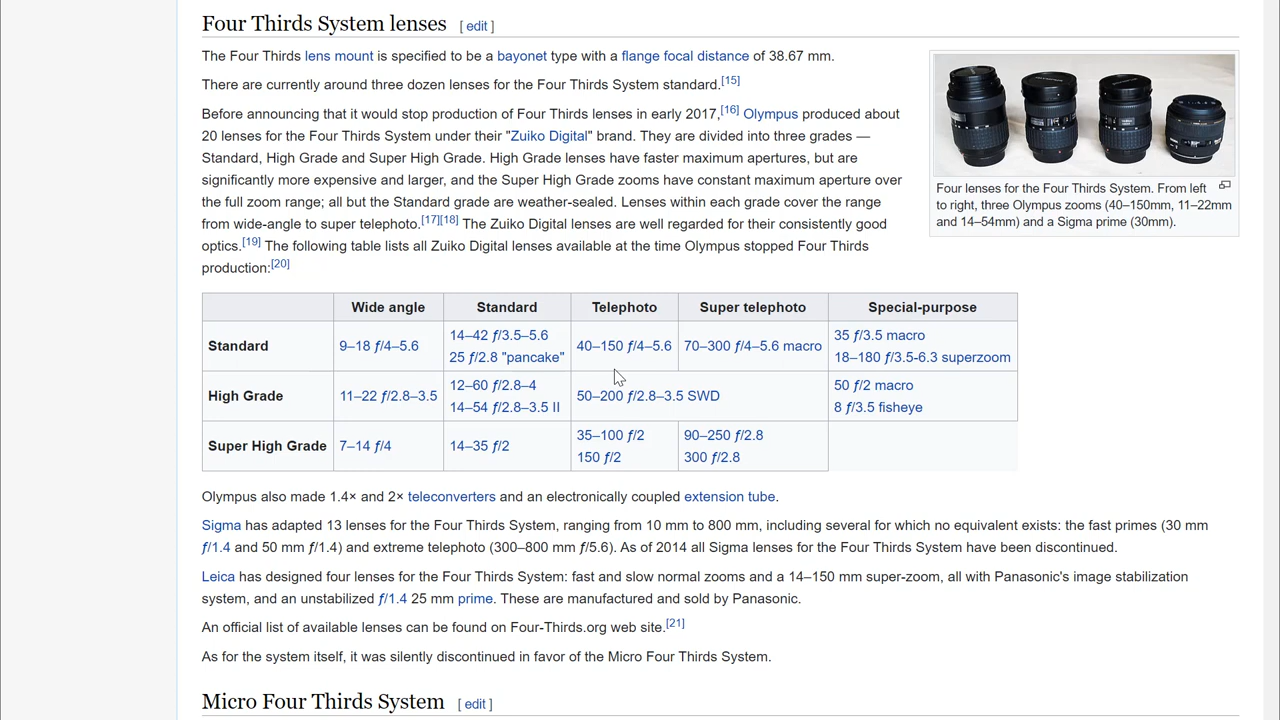 Four Thirds System lenses [ edit ]
The Four Thirds lens mount is specified to be a bayonet type with a flange focal distance of 38.67 mm.
There are currently around three dozen lenses for the Four Thirds System standard.[15]
Before announcing that it would stop production of Four Thirds lenses in early 2017,[16] Olympus produced about
20 lenses for the Four Thirds System under their "Zuiko Digital" brand. They are divided into three grades —
Standard, High Grade and Super High Grade. High Grade lenses have faster maximum apertures, but are
significantly more expensive and larger, and the Super High Grade zooms have constant maximum aperture over
the full zoom range; all but the Standard grade are weather-sealed. Lenses within each grade cover the range
from wide-angle to super telephoto.[17][18] The Zuiko Digital lenses are well regarded for their consistently good
optics.[19] The following table lists all Zuiko Digital lenses available at the time Olympus stopped Four Thirds
production:[20]
Four lenses for the Four Thirds System. From left
to right, three Olympus zooms (40–150mm, 11–22mm
and 14–54mm) and a Sigma prime (30mm).
Wide angle Standard Telephoto Super telephoto Special-purpose
Standard 9–18 ƒ/4–5.6 14–42 ƒ/3.5–5.6 40–150 ƒ/4–5.6 70–300 ƒ/4–5.6 macro 35 ƒ/3.5 macro
25 ƒ/2.8 "pancake" 18–180 ƒ/3.5-6.3 superzoom
High Grade 11–22 ƒ/2.8–3.5 12–60 ƒ/2.8–4 50–200 ƒ/2.8–3.5 SWD 50 ƒ/2 macro
14–54 ƒ/2.8–3.5 II 8 ƒ/3.5 fisheye
Super High Grade 7–14 ƒ/4 14–35 ƒ/2 35–100 ƒ/2 90–250 ƒ/2.8
150 ƒ/2 300 ƒ/2.8
Olympus also made 1.4× and 2× teleconverters and an electronically coupled extension tube.
Sigma has adapted 13 lenses for the Four Thirds System, ranging from 10 mm to 800 mm, including several for which no equivalent exists: the fast primes (30 mm
ƒ/1.4 and 50 mm ƒ/1.4) and extreme telephoto (300–800 mm ƒ/5.6). As of 2014 all Sigma lenses for the Four Thirds System have been discontinued.
Leica has designed four lenses for the Four Thirds System: fast and slow normal zooms and a 14–150 mm super-zoom, all with Panasonic's image stabilization
system, and an unstabilized ƒ/1.4 25 mm prime. These are manufactured and sold by Panasonic.
An official list of available lenses can be found on Four-Thirds.org web site.[21]
As for the system itself, it was silently discontinued in favor of the Micro Four Thirds System.
Micro Four Thirds System [ edit ]